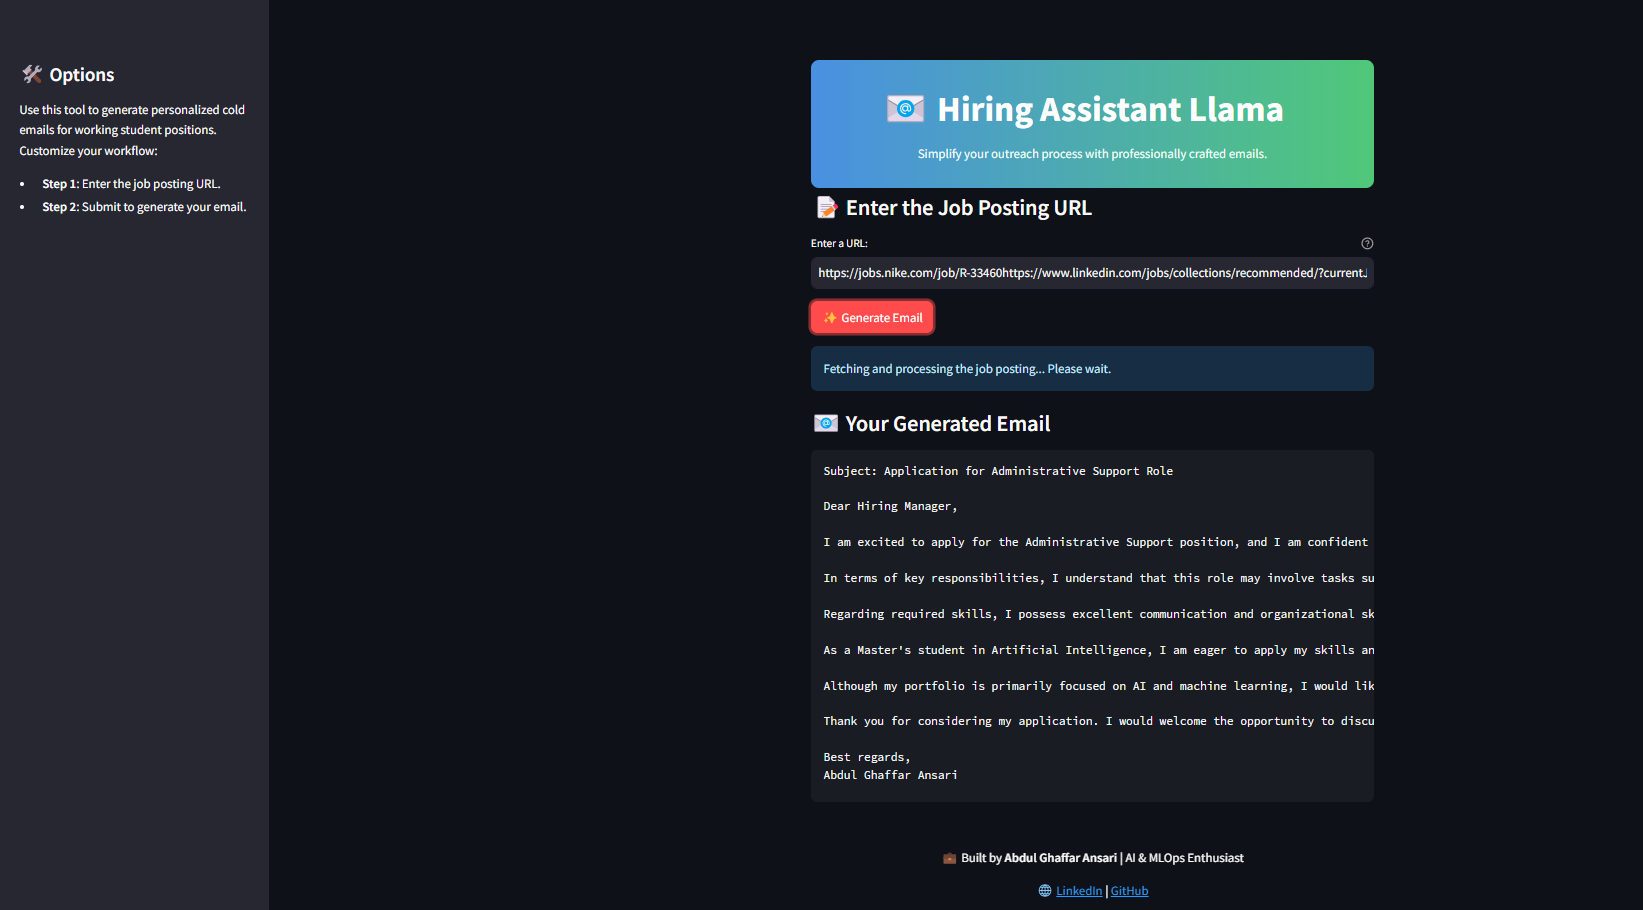 Options
Use this tool to generate personalized cold
emails for working student positions.
Customize your workflow:
• Step 1: Enter the job posting URL.
• Step 2: Submit to generate your email.
Hiring Assistant Llama
Simplify your outreach process with professionally crafted emails.
Enter the Job Posting URL
Enter a URL:
https://jobs.nike.com/job/R-33460https://www.linkedin.com/jobs/collections/recommended/?currentJ
✨ Generate Email
Fetching and processing the job posting... Please wait.
Your Generated Email
Subject: Application for Administrative Support Role
Dear Hiring Manager,
I am excited to apply for the Administrative Support position, and I am confident
In terms of key responsibilities, I understand that this role may involve tasks su
Regarding required skills, I possess excellent communication and organizational sk
As a Master's student in Artificial Intelligence, I am eager to apply my skills an
Although my portfolio is primarily focused on AI and machine learning, I would lik
Thank you for considering my application. I would welcome the opportunity to discu
Best regards,
Abdul Ghaffar Ansari
Built by Abdul Ghaffar Ansari | AI & MLOps Enthusiast
LinkedIn | GitHub